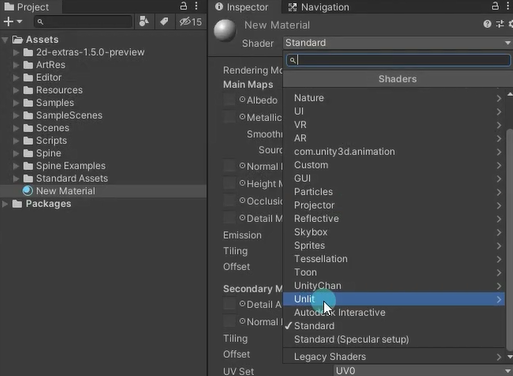 Project
Inspector
Navigation
15
Assets
2d-extras-1.5.0-preview
ArtRes
Editor
Resources
Samples
SampleScenes
Scenes
Scripts
Spine
Spine Examples
Standard Assets
New Material
Packages
New Material
Shader
Standard
Rendering Mo
Main Maps
Albedo
Metallic
Smooth
Sourc
Normal
Height M
Occlusi
Detail M
Emission
Tiling
Offset
Secondary M
Detail A
Normal
Tiling
Offset
UV Set
UV0
Shaders
Nature
UI
VR
AR
com.unity3d.animation
Custom
GUI
Particles
Projector
Reflective
Skybox
Sprites
Tessellation
Toon
UnityChan
Unlit
Autodesk Interactive
Standard
Standard (Specular setup)
Legacy Shaders